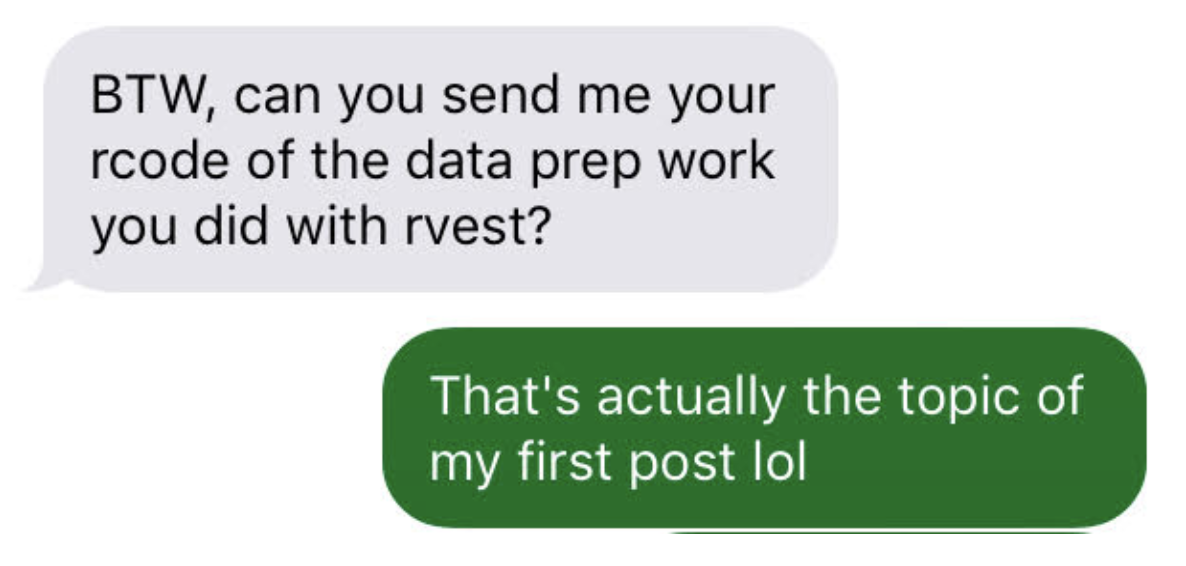 BTW, can you send me your
rcode of the data prep work
you did with rvest?
That's actually the topic of
my first post lol